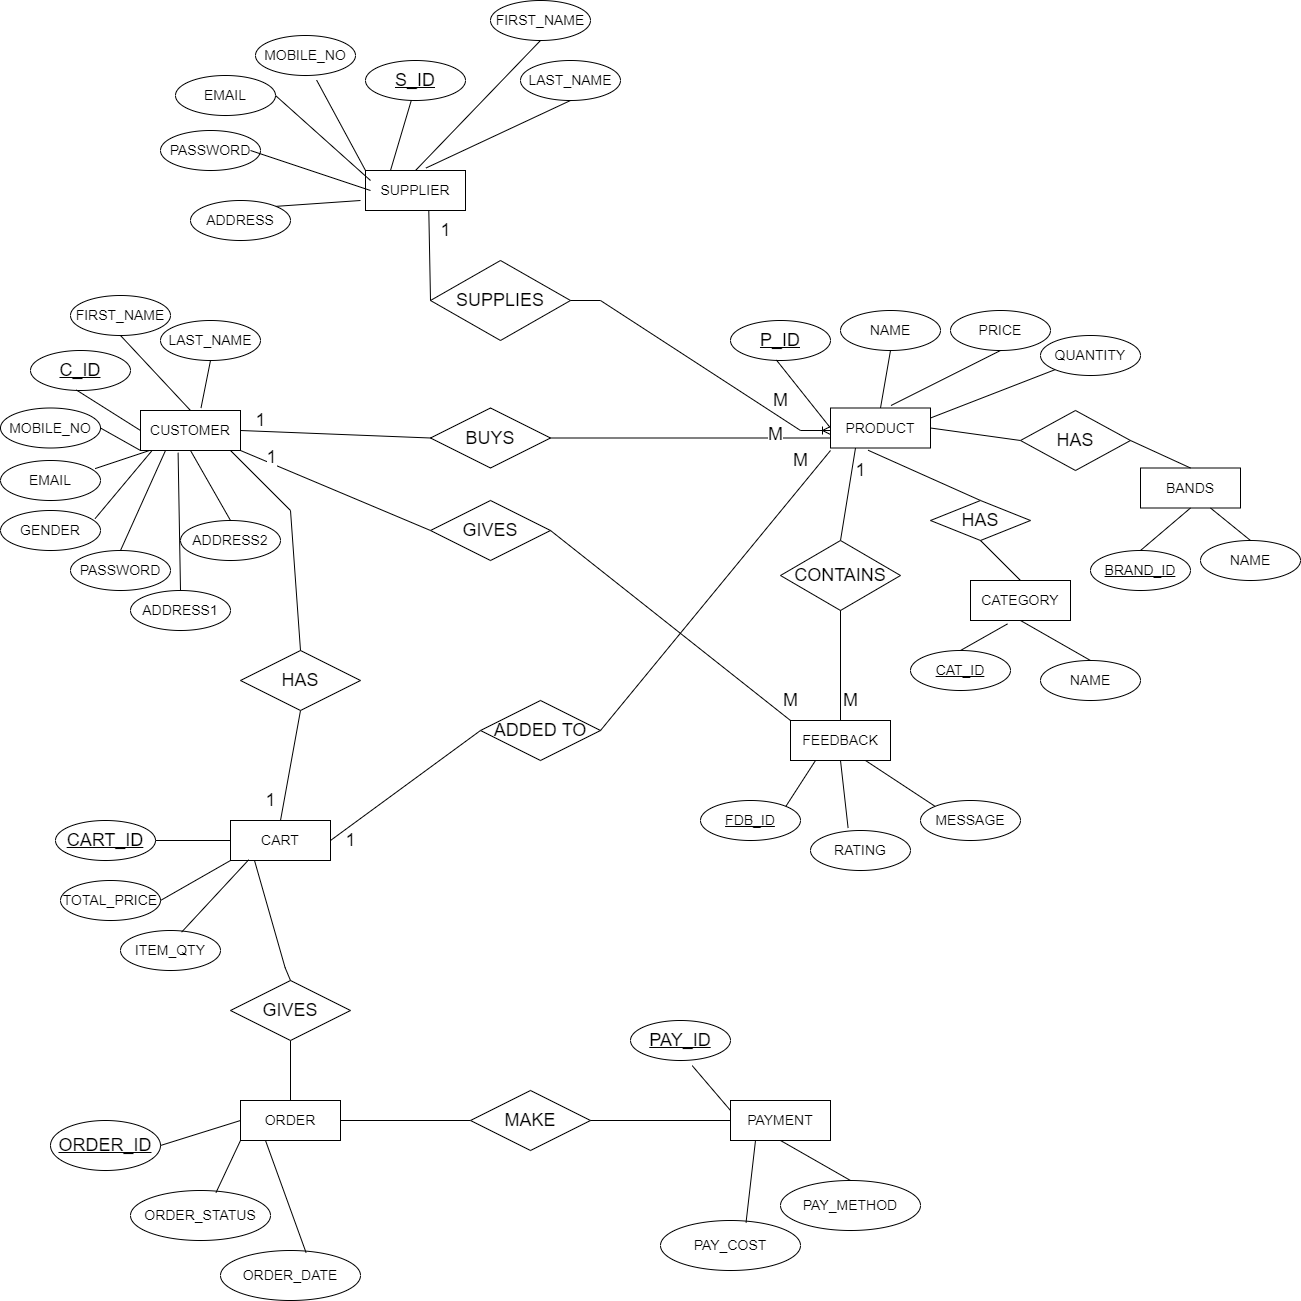 FIRST_NAME
MOBILE_NO
S_ID
LAST_NAME
EMAIL
PASSWORD
SUPPLIER
ADDRESS
1
SUPPLIES
FIRST_NAME
LAST_NAME
P_ID
NAME
PRICE
QUANTITY
C_ID
M
1
MOBILE_NO
CUSTOMER
BUYS
M
PRODUCT
HAS
1
M
1
EMAIL
BANDS
GENDER
ADDRESS2
GIVES
HAS
PASSWORD
CONTAINS
BRAND_ID
NAME
ADDRESS1
CATEGORY
HAS
CAT_ID
NAME
M
M
ADDED TO
FEEDBACK
1
FDB_ID
MESSAGE
CART_ID
CART
1
RATING
TOTAL_PRICE
ITEM_QTY
GIVES
PAY_ID
ORDER
MAKE
PAYMENT
ORDER_ID
ORDER_STATUS
PAY_METHOD
PAY_COST
ORDER_DATE